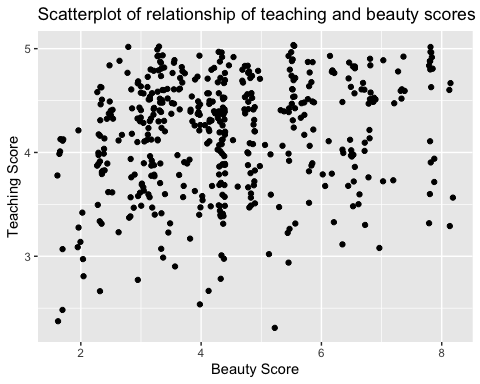 Scatterplot of relationship of teaching and beauty scores
5
4
3
Teaching Score
2 4 6 8
Beauty Score